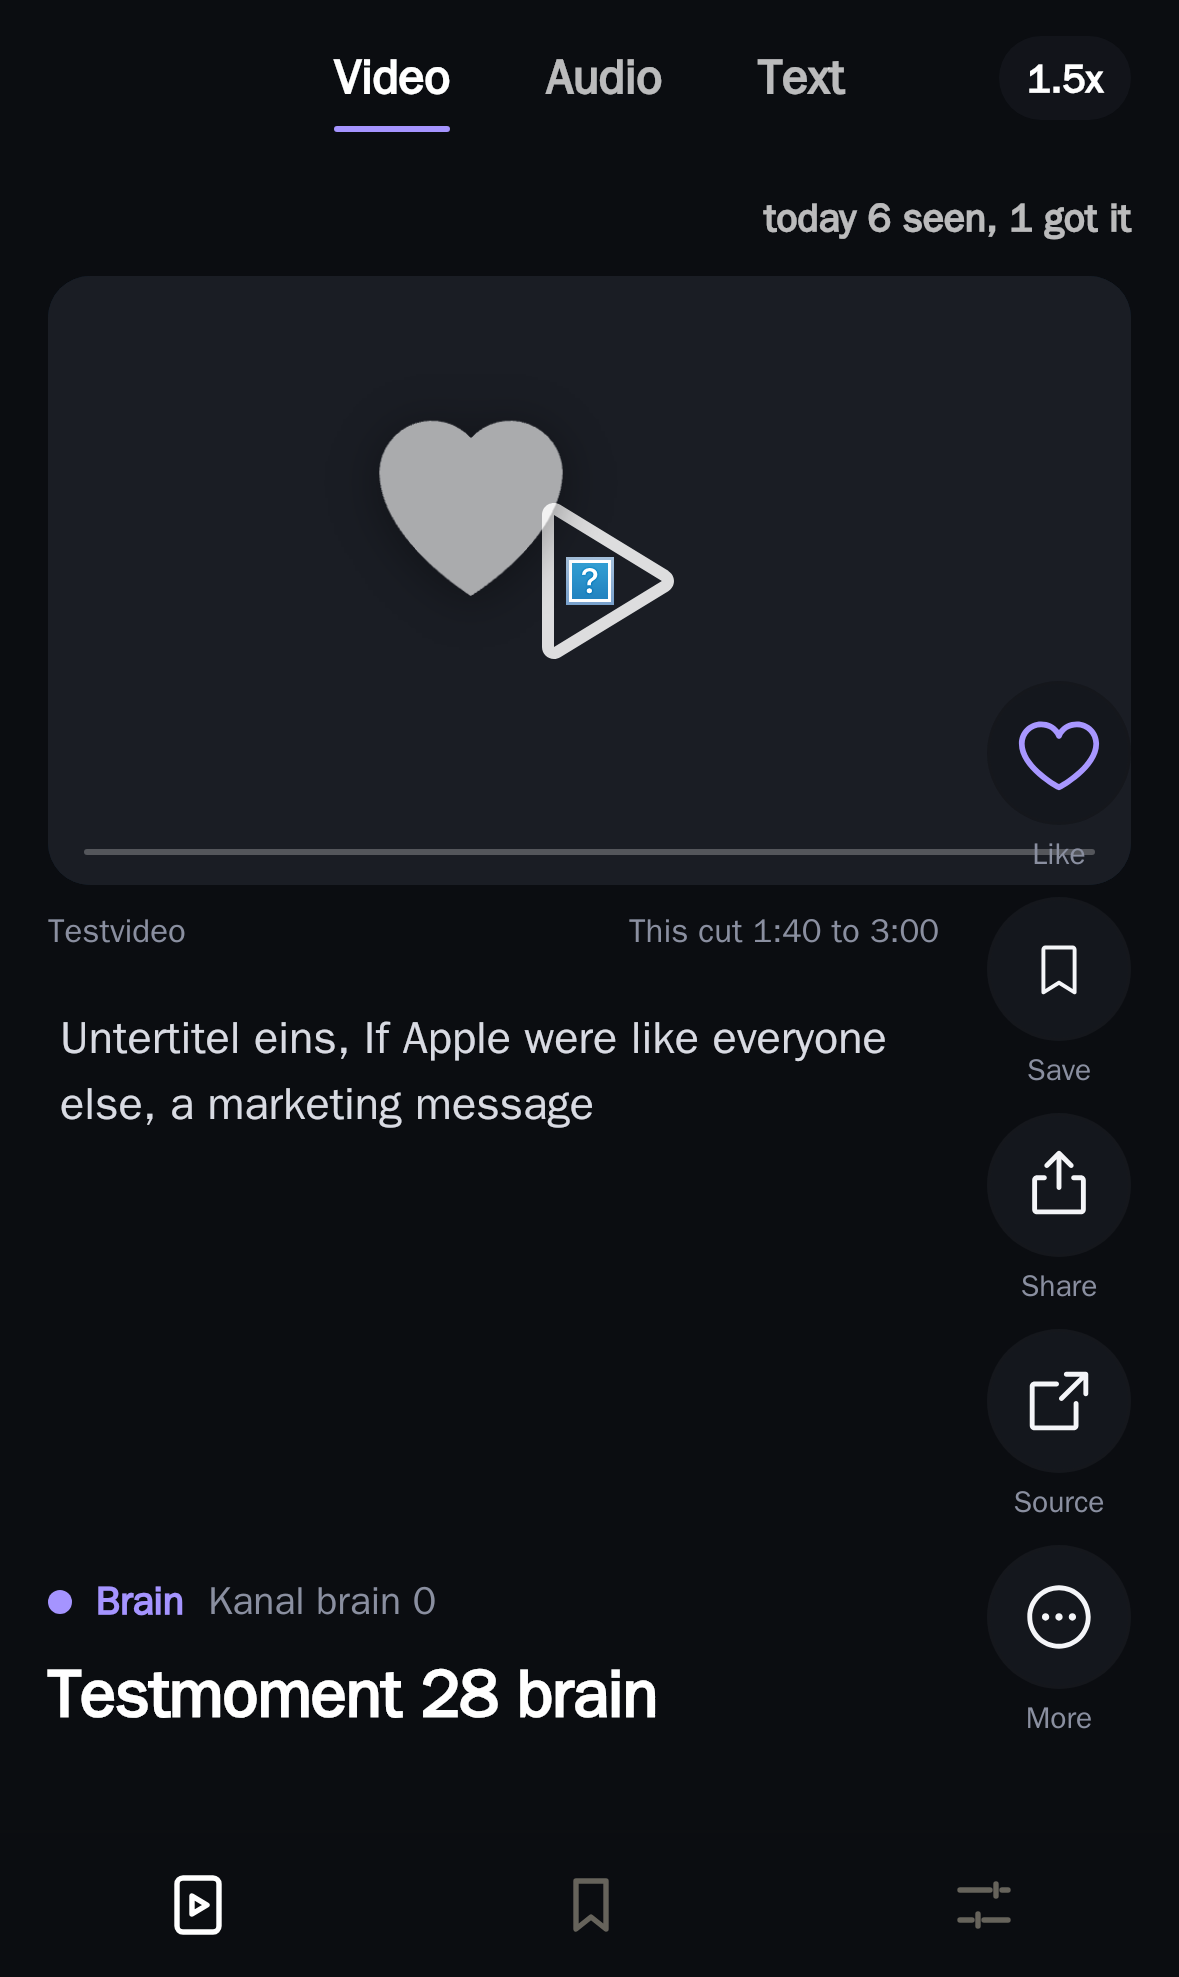 Video Audio Text 1.5x
today 6 seen, 1 got it
?
Like
Testvideo This cut 1:40 to 3:00
Untertitel eins, If Apple were like everyone
else, a marketing message
Save
Share
Source
Brain Kanal brain 0
Testmoment 28 brain
More